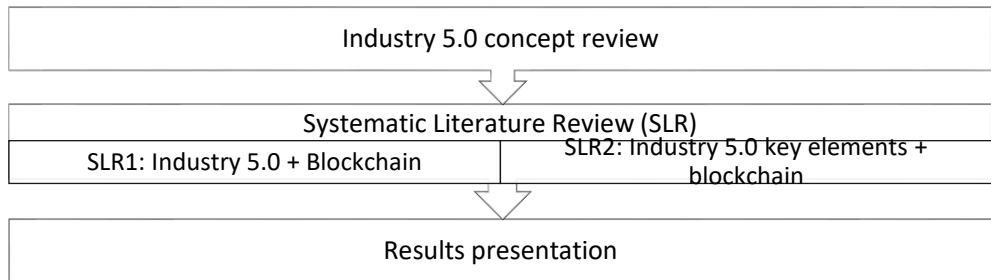 Industry 5.0 concept review
Systematic Literature Review (SLR)
SLR1: Industry 5.0 + Blockchain
SLR2: Industry 5.0 key elements +
blockchain
Results presentation